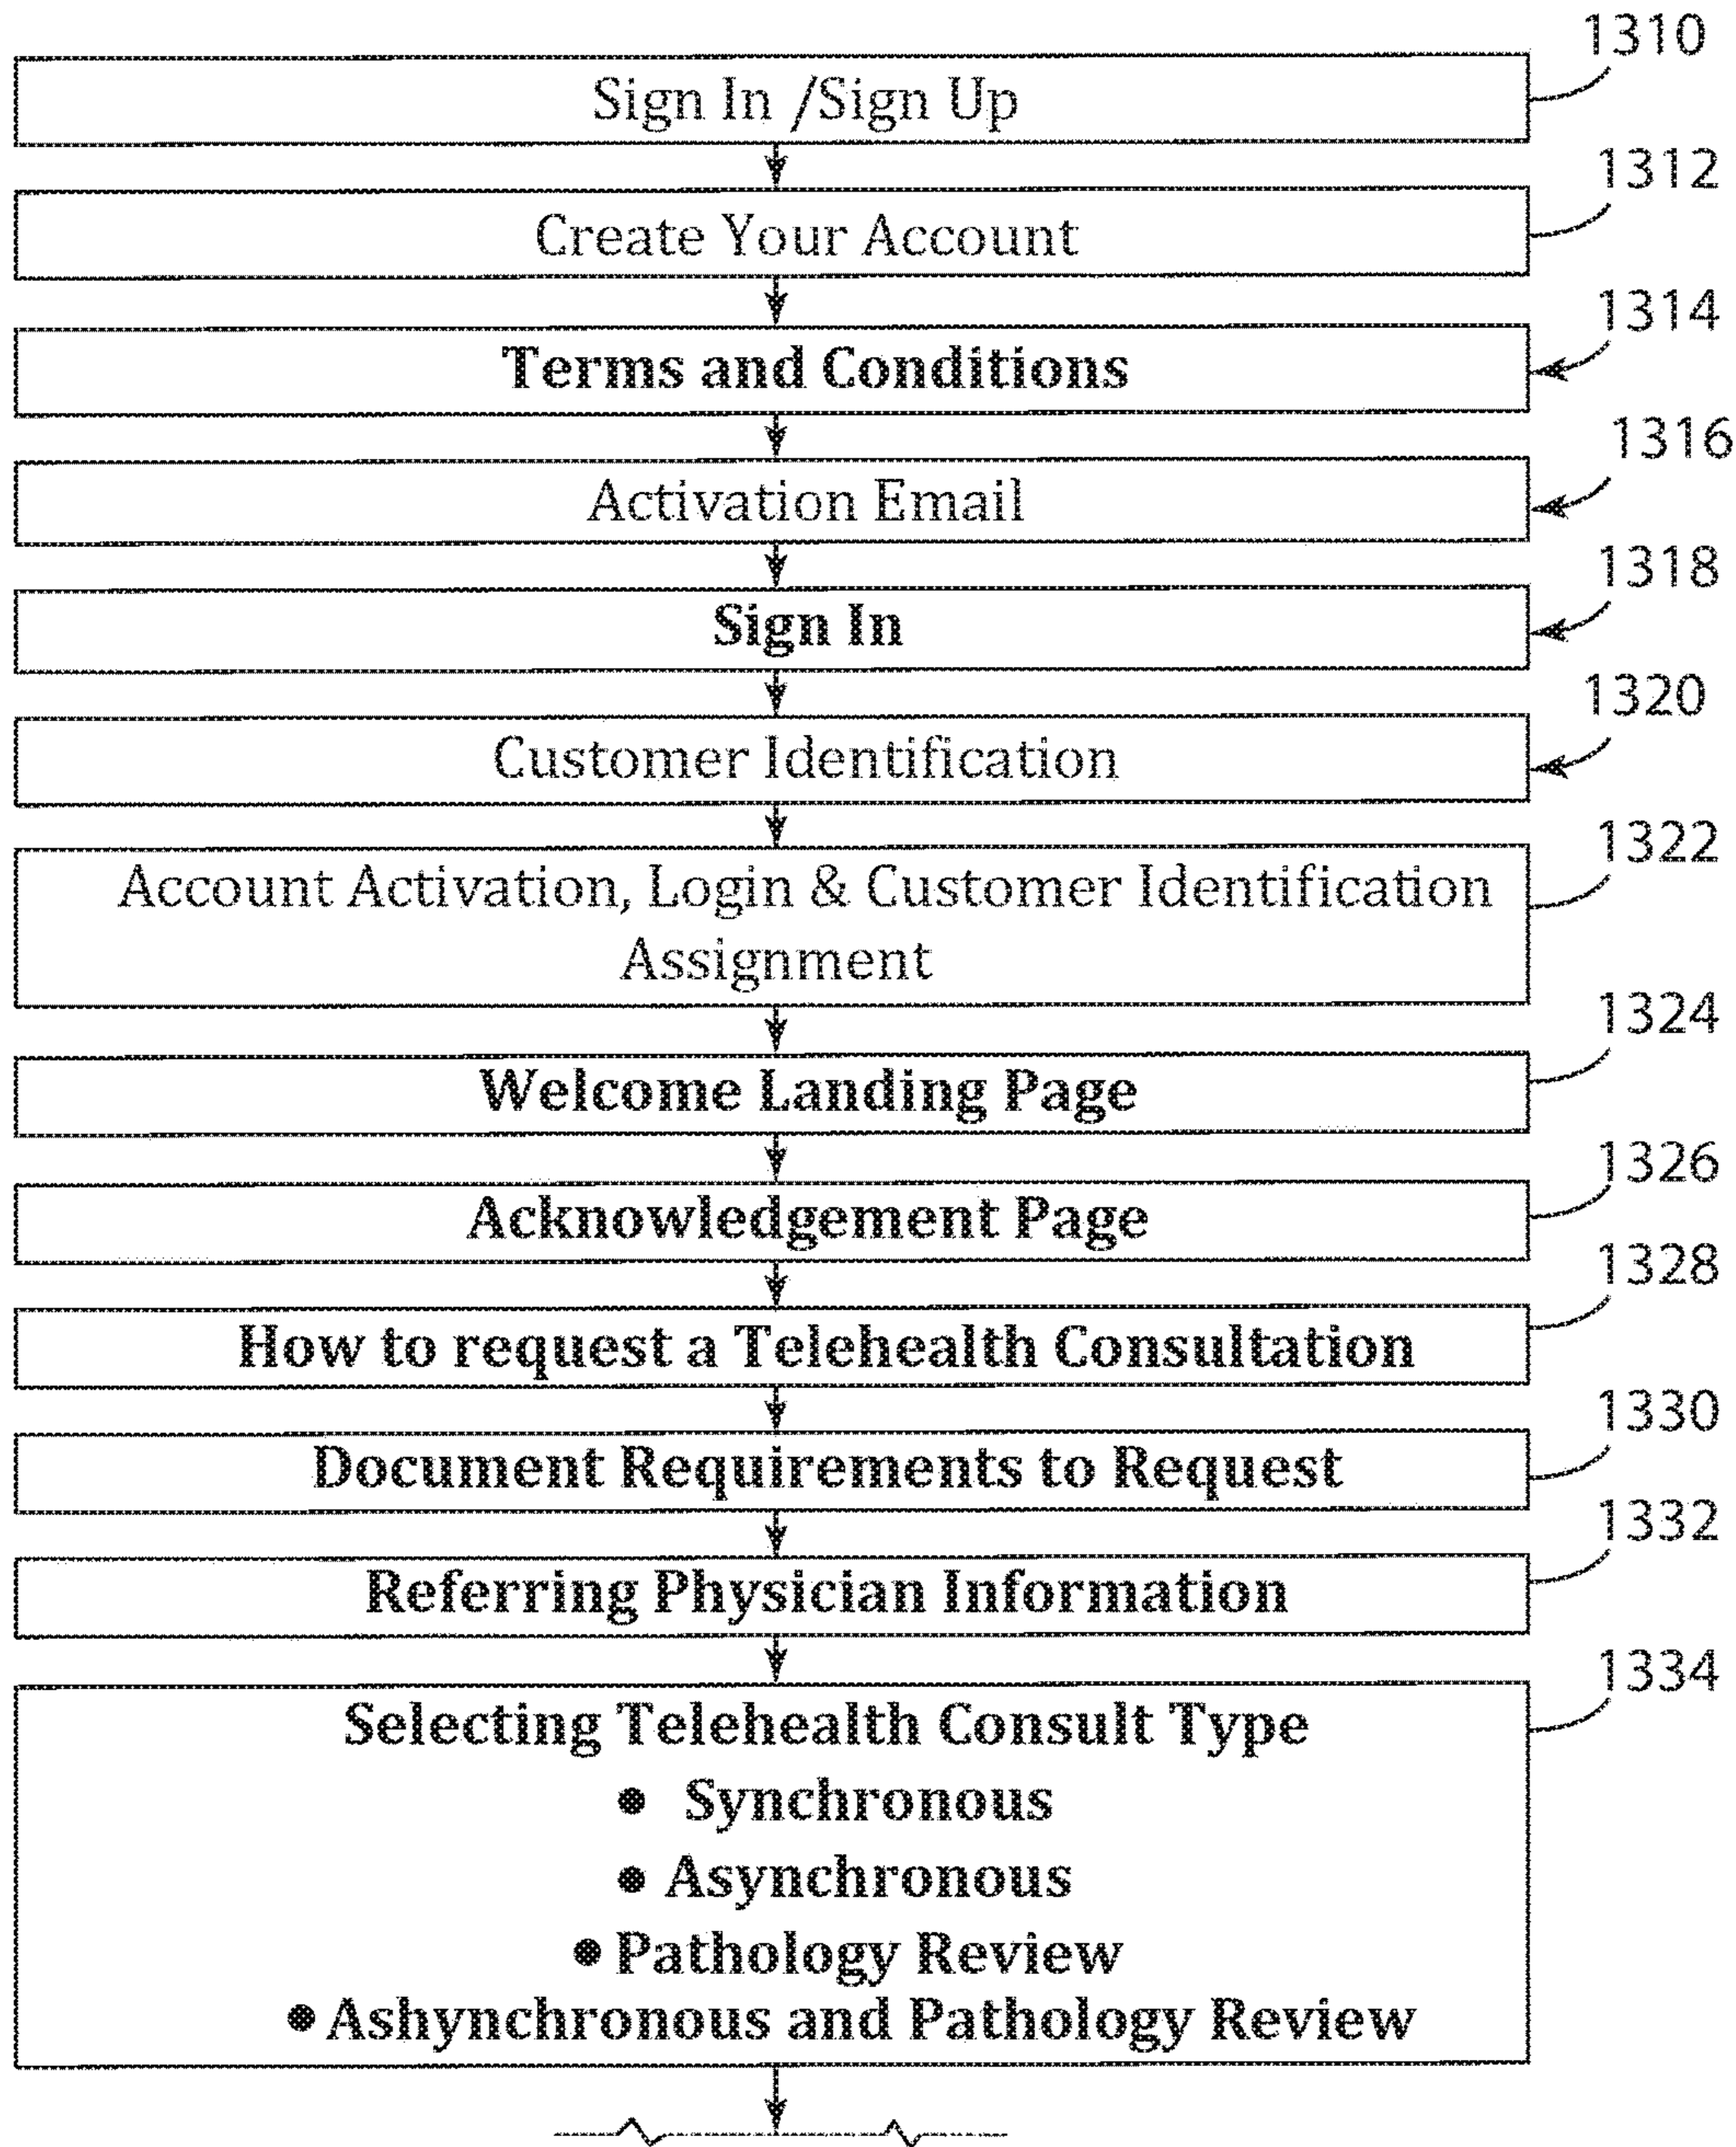 1310
Sign In /Sign Up
1312
Create Your Account
1314
Terms and Conditions
1316
Activation Email
1318
Sign In
1320
Customer Identification
1322
Account Activation, Login & Customer Identification
Assignment
1324
Welcome Landing Page
1326
Acknowledgement Page
1328
How to request a Telehealth Consultation
1330
Document Requirements to Request
1332
Referring Physician Information
1334
Selecting Telehealth Consult Type
• Synchronous
• Asynchronous
• Pathology Review
• Ashynchronous and Pathology Review